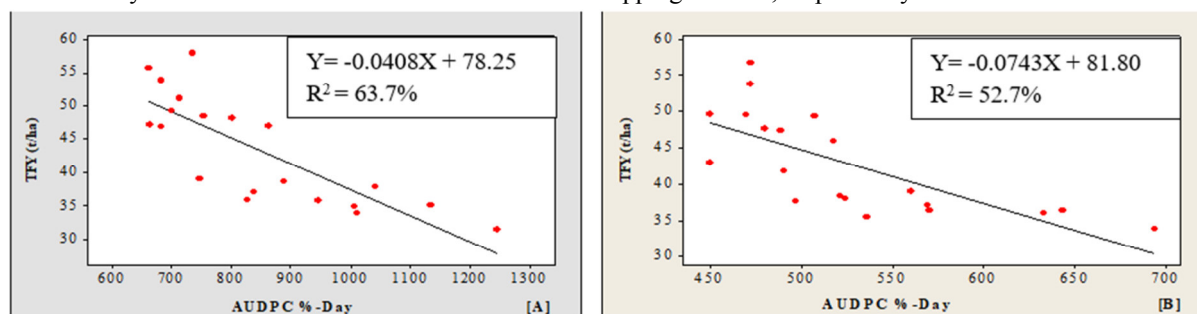 pping
Y= -0.0408X + 78.25
R² = 63.7%
TFY (t/ha)
60
55
50
45
40
35
30
600 700 800 900 1000 1100 1200 1300
AUDPC %-Day [A]
Y= -0.0743X + 81.80
R² = 52.7%
TFY (t/ha)
60
55
50
45
40
35
30
450 500 550 600 650 700
AUDPC %-Day [B]